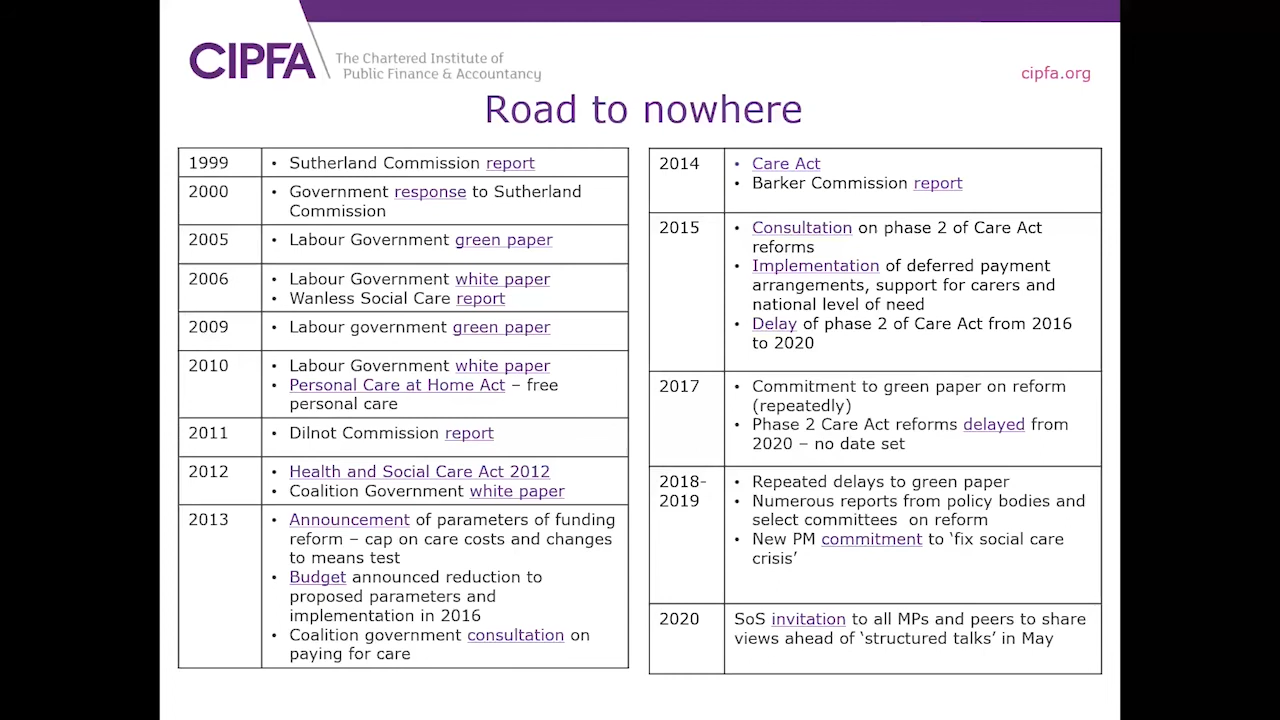 CIPFA
The Chartered Institute of
Public Finance & Accountancy
cipfa.org
Road to nowhere
1999
• Sutherland Commission report
2000
• Government response to Sutherland
Commission
2005
• Labour Government green paper
2006
• Labour Government white paper
• Wanless Social Care report
2009
• Labour government green paper
2010
• Labour Government white paper
• Personal Care at Home Act – free
personal care
2011
• Dilnot Commission report
2012
• Health and Social Care Act 2012
• Coalition Government white paper
2013
• Announcement of parameters of funding
reform – cap on care costs and changes
to means test
• Budget announced reduction to
proposed parameters and
implementation in 2016
• Coalition government consultation on
paying for care
2014
• Care Act
• Barker Commission report
2015
• Consultation on phase 2 of Care Act
reforms
• Implementation of deferred payment
arrangements, support for carers and
national level of need
• Delay of phase 2 of Care Act from 2016
to 2020
2017
• Commitment to green paper on reform
(repeatedly)
• Phase 2 Care Act reforms delayed from
2020 – no date set
2018-
2019
• Repeated delays to green paper
• Numerous reports from policy bodies and
select committees  on reform
• New PM commitment to ‘fix social care
crisis’
2020
SoS invitation to all MPs and peers to share
views ahead of ‘structured talks’ in May